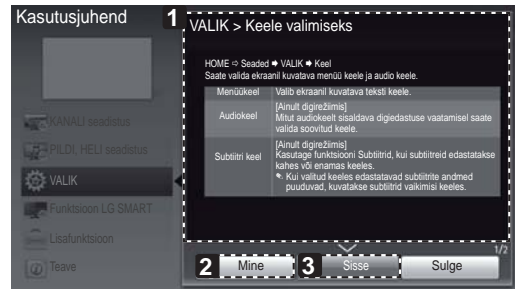 Kasutusjuhend
1
VALIK > Keele valimiseks
HOME ⇨ Seaded ➡ VALIK ➡ Keel
Saate valida ekraanil kuvatava menüü keele ja audio keele.
Menüükeel
Valib ekraanil kuvatava teksti keele.
Audiokeel
[Ainult digirežiimis]
Mitut audiokeelt sisaldava digiedastuse vaatamisel saate
valida soovitud keele.
Subtiitri keel
[Ainult digirežiimis]
Kasutage funktsiooni Subtiitrid, kui subtiitreid edastatakse
kahes või enamas keeles.
Kui valitud keeles edastatavad subtiitrite andmed
puuduvad, kuvatakse subtiitrid vaikimisi keeles.
KANALI seadistus
PILDI, HELI seadistus
VALIK
Funktsioon LG SMART
Lisafunktsioon
Teave
1/2
2
Mine
3
Sisse
Sulge